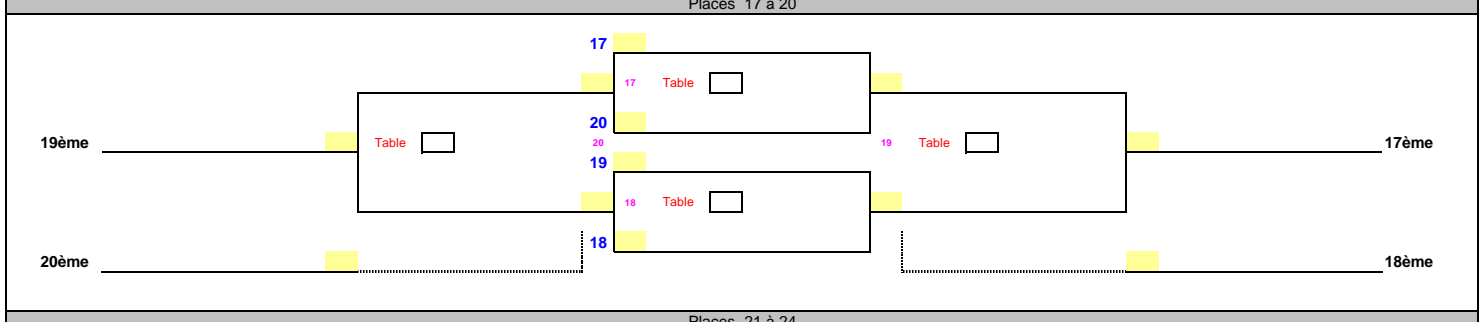 Places 17 à 20
17
17 Table
20
19ème Table 20 19 Table 17ème
19
18 Table
18
20ème 18ème
Places 21 à 24